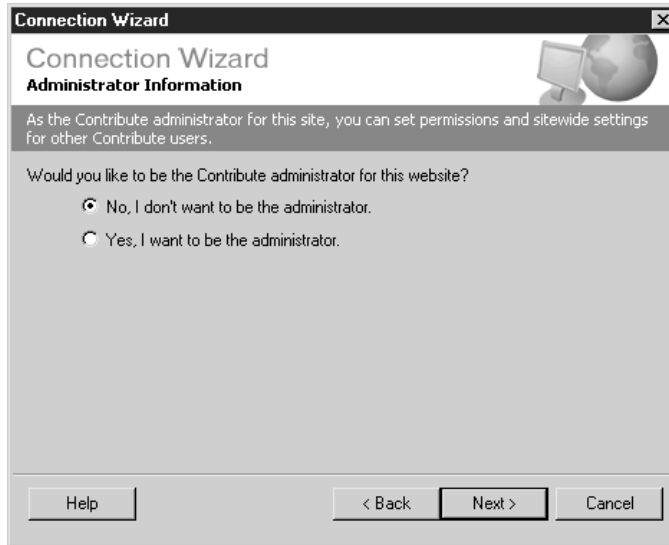 Connection Wizard
Connection Wizard
Administrator Information
As the Contribute administrator for this site, you can set permissions and sitewide settings
for other Contribute users.
Would you like to be the Contribute administrator for this website?
No, I don't want to be the administrator.
Yes, I want to be the administrator.
Help
< Back
Next >
Cancel